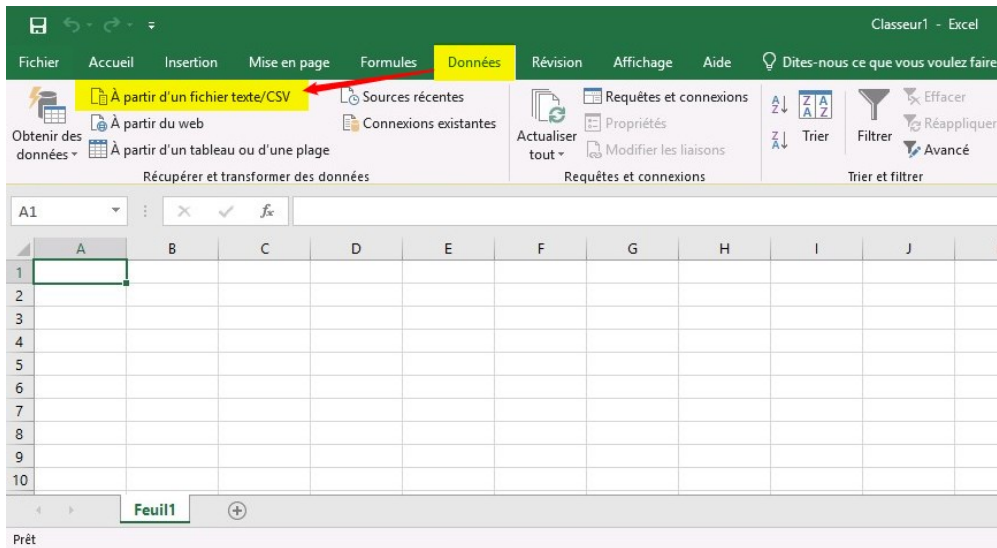 Classeur1 - Excel
Fichier Accueil Insertion Mise en page Formules Données Révision Affichage Aide Dites-nous ce que vous voulez faire
À partir d'un fichier texte/CSV Sources récentes Requêtes et connexions Effacer
À partir du web Connexions existantes Propriétés Réappliquer
À partir d'un tableau ou d'une plage Modifier les liaisons Avancé
Obtenir des données
Actualiser tout
Trier Filtrer
Récupérer et transformer des données Requêtes et connexions Trier et filtrer
A1 fx
A B C D E F G H I J
1
2
3
4
5
6
7
8
9
10
Feuil1
Prêt